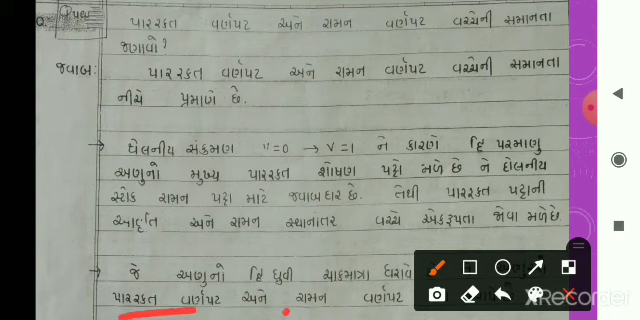 પારરક્ત વર્ણપટ અને રામન વર્ણપટ વચ્ચેની સમાનતા
જણાવો?
જવાબ: પારરક્ત વર્ણપટ અને રામન વર્ણપટ વચ્ચેની સમાનતા
નીચે પ્રમાણે છે.
→ દોલનીય સંક્રમણ v=0 → v=1 ને કારણે દ્વિ પરમાણુ
અણુનો મુખ્ય પારરક્ત શોષણ પટ્ટો મળે છે ને દોલનીય
સ્ટોક રામન પટ્ટા માટે જવાબદાર છે. તેથી પારરક્ત પટ્ટાની
આવૃત્તિ અને રામન સ્થાનાંતર વચ્ચે એકરૂપતા જોવા મળે છે.
→ જે અણુનો દ્વિ ધ્રુવી ચાકમાત્રા ધરાવે
પારરક્ત વર્ણપટ અને રામન વર્ણપટ
XRecorder